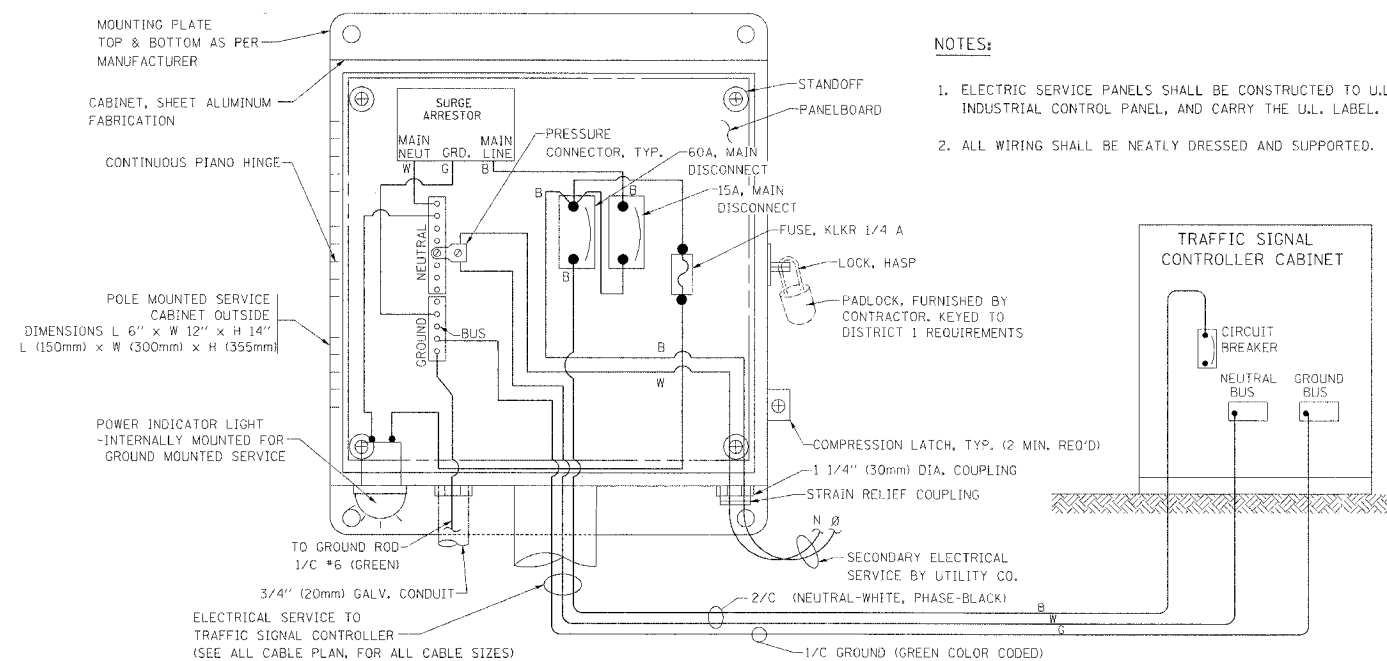 MOUNTING PLATE
TOP & BOTTOM AS PER
MANUFACTURER
CABINET, SHEET ALUMINUM
FABRICATION
CONTINUOUS PIANO HINGE
POLE MOUNTED SERVICE
CABINET OUTSIDE
DIMENSIONS L 6" x W 12" x H 14"
L (150mm) x W (300mm) x H (355mm)
POWER INDICATOR LIGHT
-INTERNALLY MOUNTED FOR
GROUND MOUNTED SERVICE
SURGE
ARRESTOR
MAIN
NEUT
GRD.
MAIN
LINE
W
G
B
NEUTRAL
GROUND
BUS
PRESSURE
CONNECTOR, TYP.
60A, MAIN
DISCONNECT
15A, MAIN
DISCONNECT
B
B
B
B
W
STANDOFF
PANELBOARD
FUSE, KLKR 1/4 A
LOCK, HASP
PADLOCK, FURNISHED BY
CONTRACTOR. KEYED TO
DISTRICT 1 REQUIREMENTS
COMPRESSION LATCH, TYP. (2 MIN. REQ'D)
1 1/4" (30mm) DIA. COUPLING
STRAIN RELIEF COUPLING
N Ø
SECONDARY ELECTRICAL
SERVICE BY UTILITY CO.
TO GROUND ROD
1/C #6 (GREEN)
3/4" (20mm) GALV. CONDUIT
ELECTRICAL SERVICE TO
TRAFFIC SIGNAL CONTROLLER
(SEE ALL CABLE PLAN, FOR ALL CABLE SIZES)
2/C (NEUTRAL-WHITE, PHASE-BLACK)
B
W
G
1/C GROUND (GREEN COLOR CODED)
NOTES:
1. ELECTRIC SERVICE PANELS SHALL BE CONSTRUCTED TO U.L
INDUSTRIAL CONTROL PANEL, AND CARRY THE U.L. LABEL.
2. ALL WIRING SHALL BE NEATLY DRESSED AND SUPPORTED.
TRAFFIC SIGNAL
CONTROLLER CABINET
CIRCUIT
BREAKER
NEUTRAL
BUS
GROUND
BUS